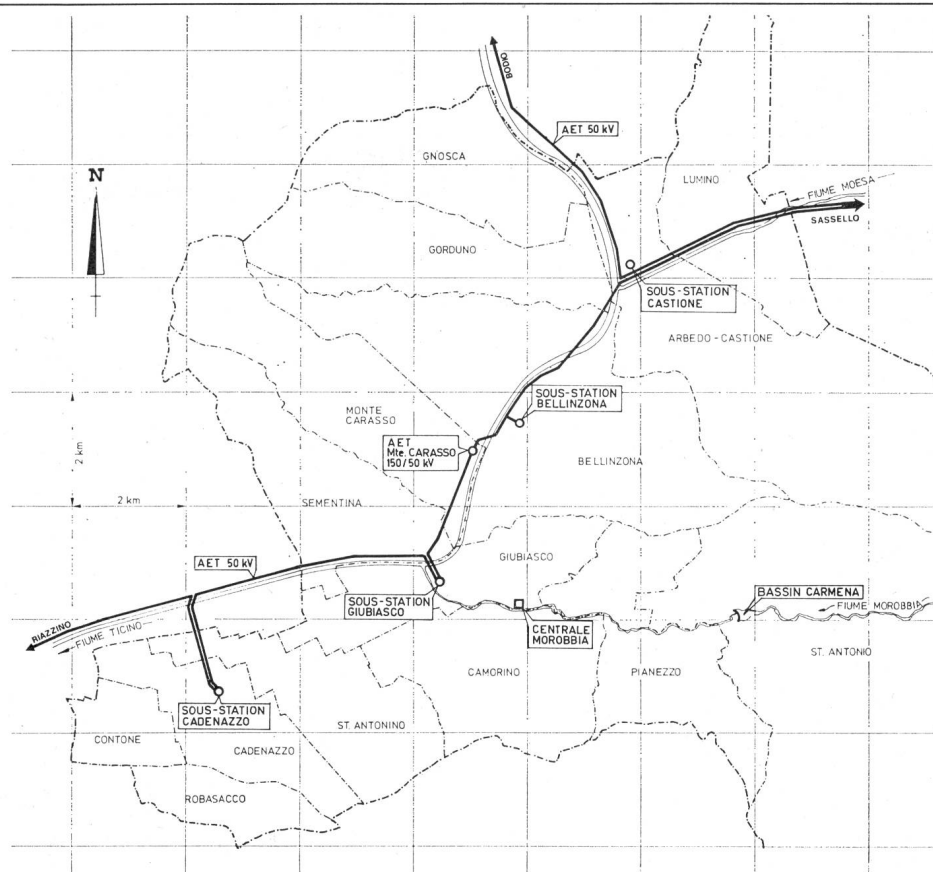 BODIO
AET 50 kV
GNOSCA
N
LUMINO
FIUME MOESA
SASSELLO
GORDUNO
SOUS-STATION
CASTIONE
ARBEDO - CASTIONE
SOUS-STATION
BELLINZONA
MONTE
CARASSO
AET
Mte. CARASSO
150/50 kV
2 km
BELLINZONA
2 km
SEMENTINA
AET 50 kV
GIUBIASCO
SOUS-STATION
GIUBIASCO
BASSIN CARMENA
FIUME MOROBBIA
RIAZZINO
FIUME TICINO
CENTRALE
MOROBBIA
ST. ANTONIO
CAMORINO
PIANEZZO
SOUS-STATION
CADENAZZO
ST. ANTONINO
CONTONE
CADENAZZO
ROBASACCO